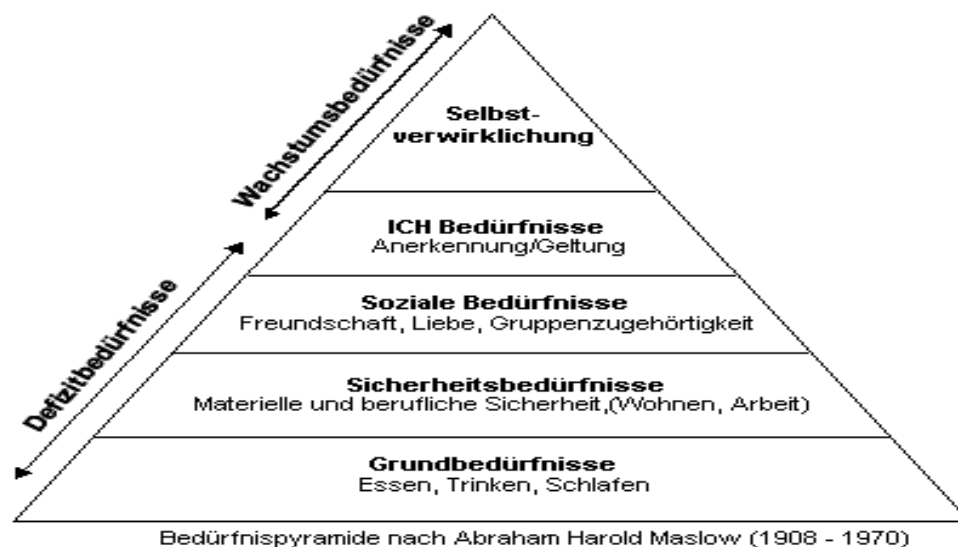 Wachstumsbedürfnisse
Defizitbedürfnisse
Selbst-
verwirklichung
ICH Bedürfnisse
Anerkennung/Geltung
Soziale Bedürfnisse
Freundschaft, Liebe, Gruppenzugehörtigkeit
Sicherheitsbedürfnisse
Materielle und berufliche Sicherheit,(Wohnen, Arbeit)
Grundbedürfnisse
Essen, Trinken, Schlafen
Bedürfnispyramide nach Abraham Harold Maslow (1908 - 1970)